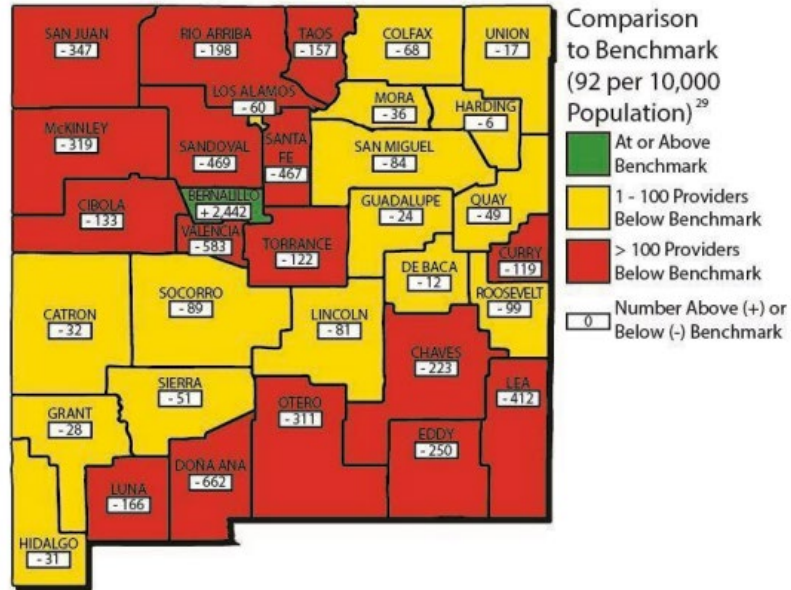 SAN JUAN
- 347
RIO ARRIBA
- 198
TAOS
- 157
COLFAX
- 68
UNION
- 17
LOS ALAMOS
- 60
MORA
- 36
HARDING
- 6
McKINLEY
- 319
SANDOVAL
- 469
SANTA
FE
- 467
SAN MIGUEL
- 84
CIBOLA
- 133
BERNALILLO
+ 2,442
VALENCIA
- 583
TORRANCE
- 122
GUADALUPE
- 24
QUAY
- 49
CURRY
- 119
DE BACA
- 12
ROOSEVELT
- 99
CATRON
- 32
SOCORRO
- 89
LINCOLN
- 81
CHAVES
- 223
LEA
- 412
SIERRA
- 51
GRANT
- 28
OTERO
- 311
EDDY
- 250
DOÑA ANA
- 662
LUNA
- 166
HIDALGO
- 31
Comparison
to Benchmark
(92 per 10,000
Population) 29
At or Above
Benchmark
1 - 100 Providers
Below Benchmark
> 100 Providers
Below Benchmark
0
Number Above (+) or
Below (-) Benchmark